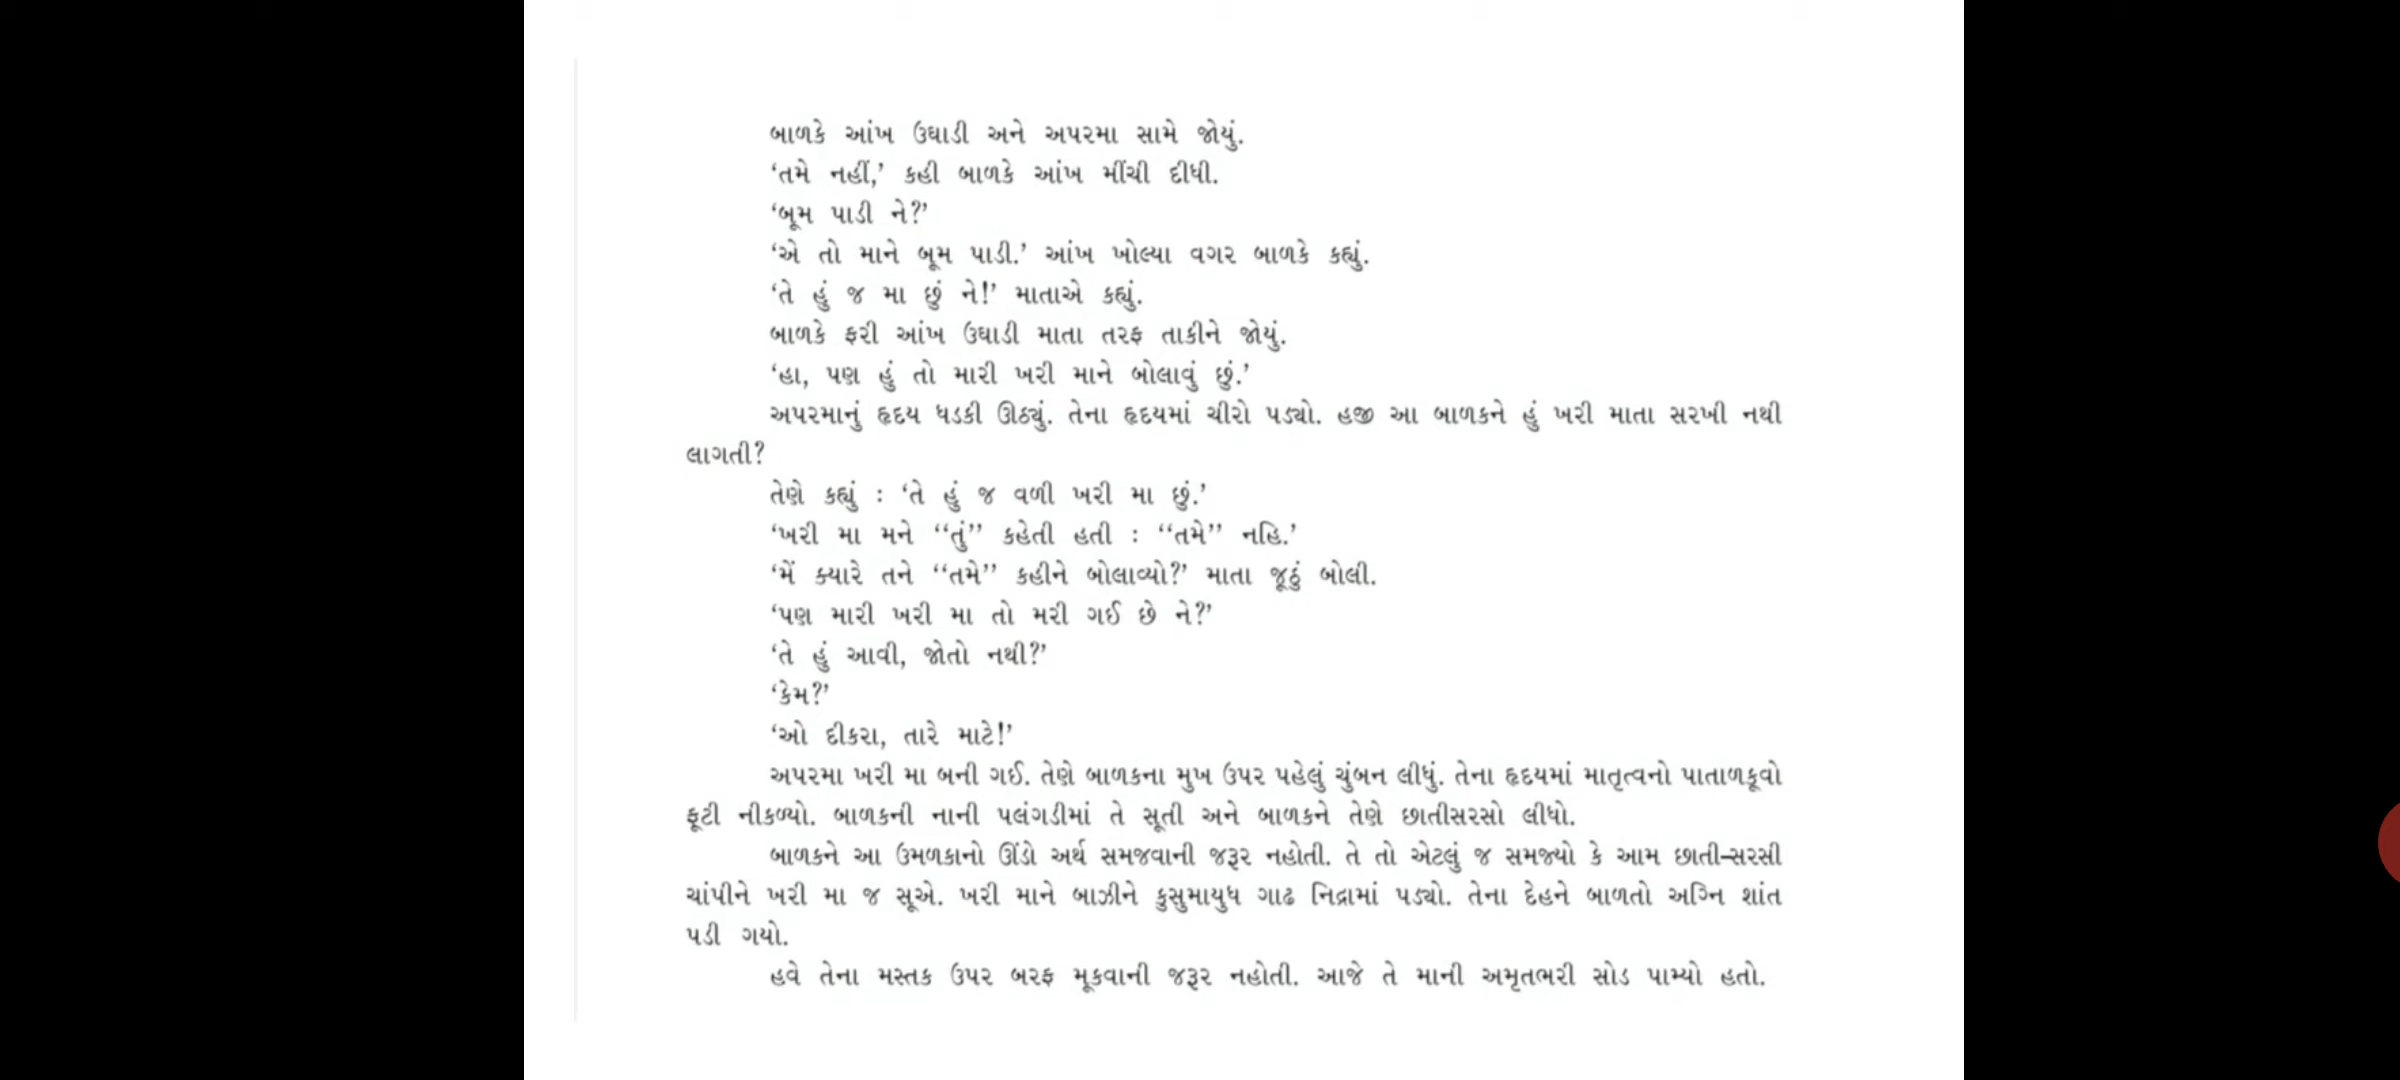 બાળકે આંખ ઉઘાડી અને અપરમા સામે જોયું.
‘તમે નહીં,’ કહી બાળકે આંખ મીંચી દીધી.
‘બૂમ પાડી ને?’
‘એ તો માને બૂમ પાડી.’ આંખ ખોલ્યા વગર બાળકે કહ્યું.
‘તે હું જ મા છું ને!’ માતાએ કહ્યું.
બાળકે ફરી આંખ ઉઘાડી માતા તરફ તાકીને જોયું.
‘હા, પણ હું તો મારી ખરી માને બોલાવું છું.’
અપરમાનું હૃદય ધડકી ઊઠ્યું. તેના હૃદયમાં ચીરો પડ્યો. હજી આ બાળકને હું ખરી માતા સરખી નથી
લાગતી?
તેણે કહ્યું : ‘તે હું જ વળી ખરી મા છું.’
‘ખરી મા મને ‘‘તું’’ કહેતી હતી : ‘‘તમે’’ નહિ.’
‘મેં ક્યારે તને ‘‘તમે’’ કહીને બોલાવ્યો?’ માતા જૂઠું બોલી.
‘પણ મારી ખરી મા તો મરી ગઈ છે ને?’
‘તે હું આવી, જોતો નથી?’
‘કેમ?’
‘ઓ દીકરા, તારે માટે!’
અપરમા ખરી મા બની ગઈ. તેણે બાળકના મુખ ઉપર પહેલું ચુંબન લીધું. તેના હૃદયમાં માતૃત્વનો પાતાળકૂવો
ફૂટી નીકળ્યો. બાળકની નાની પલંગડીમાં તે સૂતી અને બાળકને તેણે છાતીસરસો લીધો.
બાળકને આ ઉમળકાનો ઊંડો અર્થ સમજવાની જરૂર નહોતી. તે તો એટલું જ સમજ્યો કે આમ છાતી–સરસી
ચાંપીને ખરી મા જ સૂએ. ખરી માને બાઝીને કુસુમાયુધ ગાઢ નિદ્રામાં પડ્યો. તેના દેહને બાળતો અગ્નિ શાંત
પડી ગયો.
હવે તેના મસ્તક ઉપર બરફ મૂકવાની જરૂર નહોતી. આજે તે માની અમૃતભરી સોડ પામ્યો હતો.